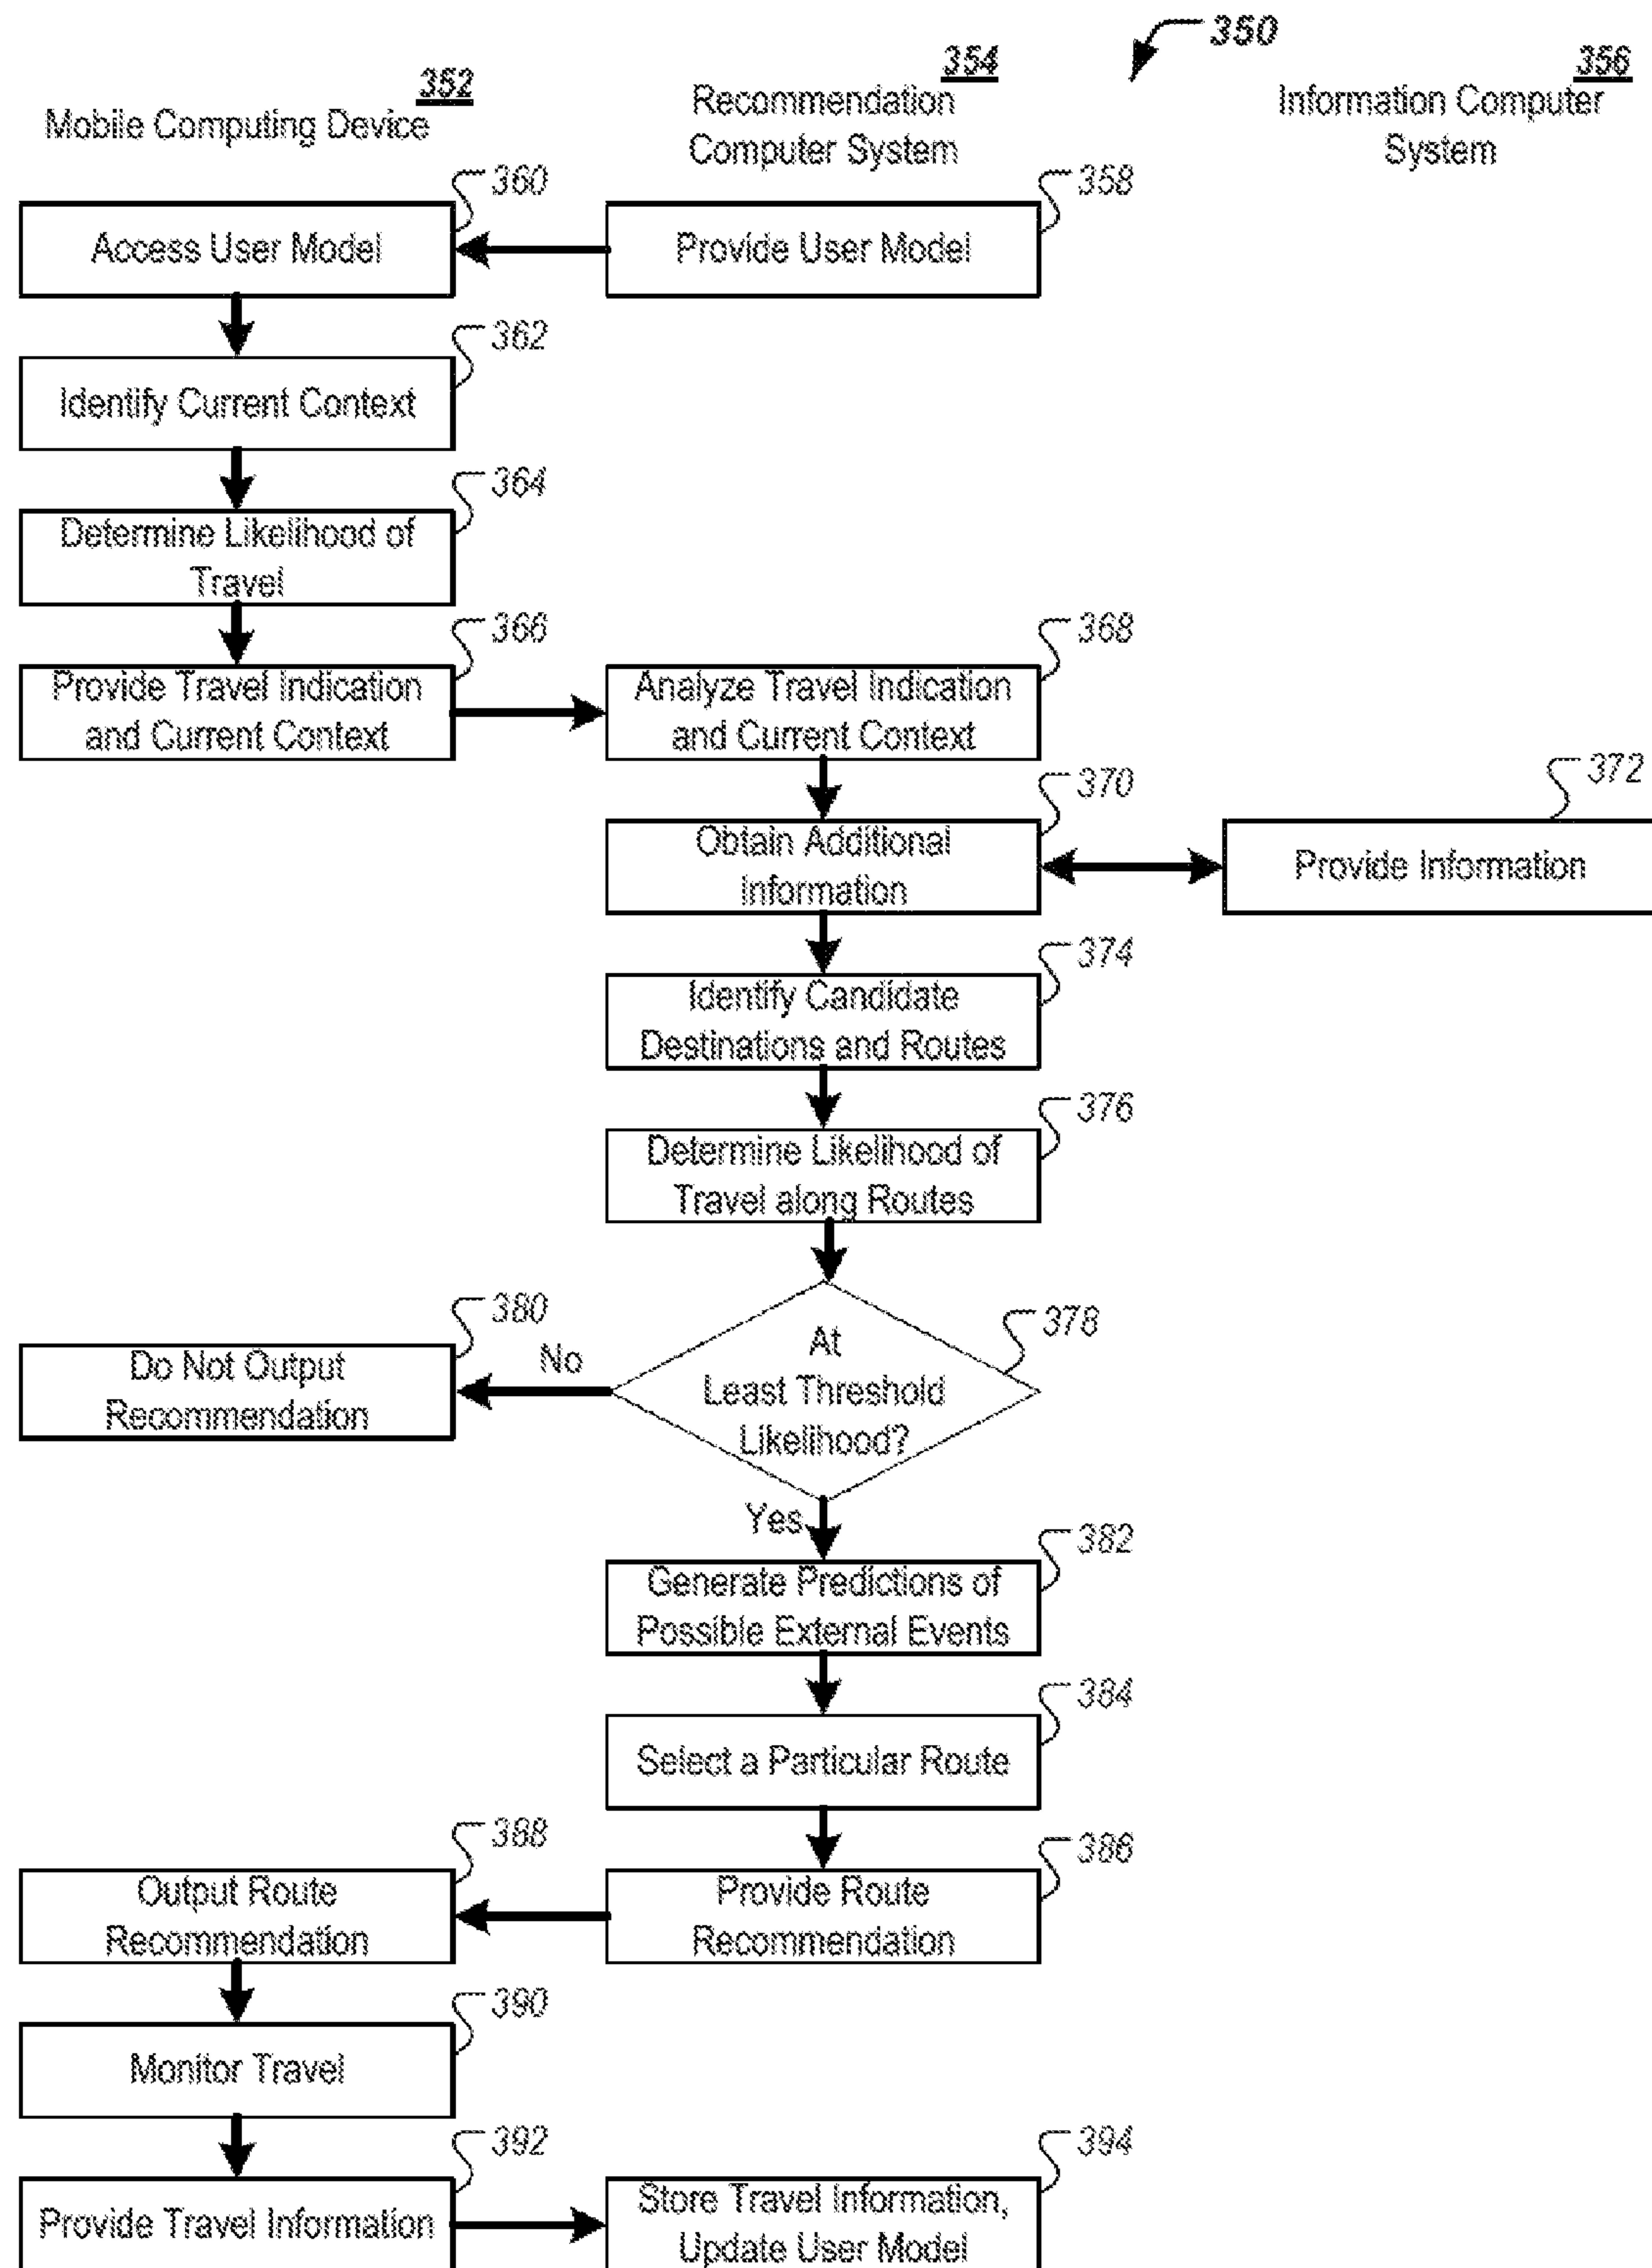 350
352
Mobile Computing Device
354
Recommendation
Computer System
356
Information Computer
System
360
Access User Model
358
Provide User Model
362
Identify Current Context
364
Determine Likelihood of
Travel
366
Provide Travel Indication
and Current Context
368
Analyze Travel Indication
and Current Context
370
Obtain Additional
Information
372
Provide Information
374
Identify Candidate
Destinations and Routes
376
Determine Likelihood of
Travel along Routes
378
At
Least Threshold
Likelihood?
No
380
Do Not Output
Recommendation
Yes
382
Generate Predictions of
Possible External Events
384
Select a Particular Route
386
Provide Route
Recommendation
388
Output Route
Recommendation
390
Monitor Travel
392
Provide Travel Information
394
Store Travel Information,
Update User Model